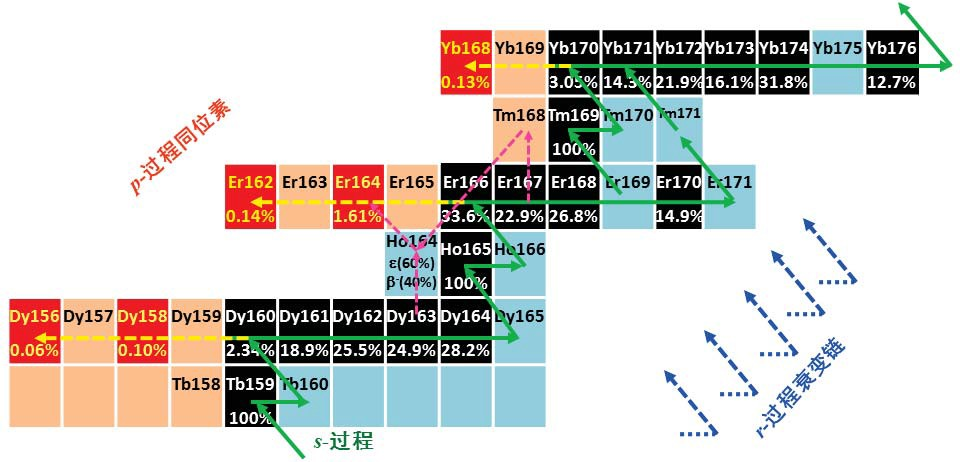 Yb168 Yb169 Yb170 Yb171 Yb172 Yb173 Yb174 Yb175 Yb176
0.13% 3.05% 14.3% 21.9% 16.1% 31.8% 12.7%
Tm168 Tm169 Tm170 Tm171
100%
p-过程同位素
Er162 Er163 Er164 Er165 Er166 Er167 Er168 Er169 Er170 Er171
0.14% 1.61% 33.6% 22.9% 26.8% 14.9%
Ho164 Ho165 Ho166
ε(60%)
β-(40%) 100%
Dy156 Dy157 Dy158 Dy159 Dy160 Dy161 Dy162 Dy163 Dy164 Dy165
0.06% 0.10% 2.34% 18.9% 25.5% 24.9% 28.2%
Tb158 Tb159 Tb160
100%
r-过程衰变链
s-过程